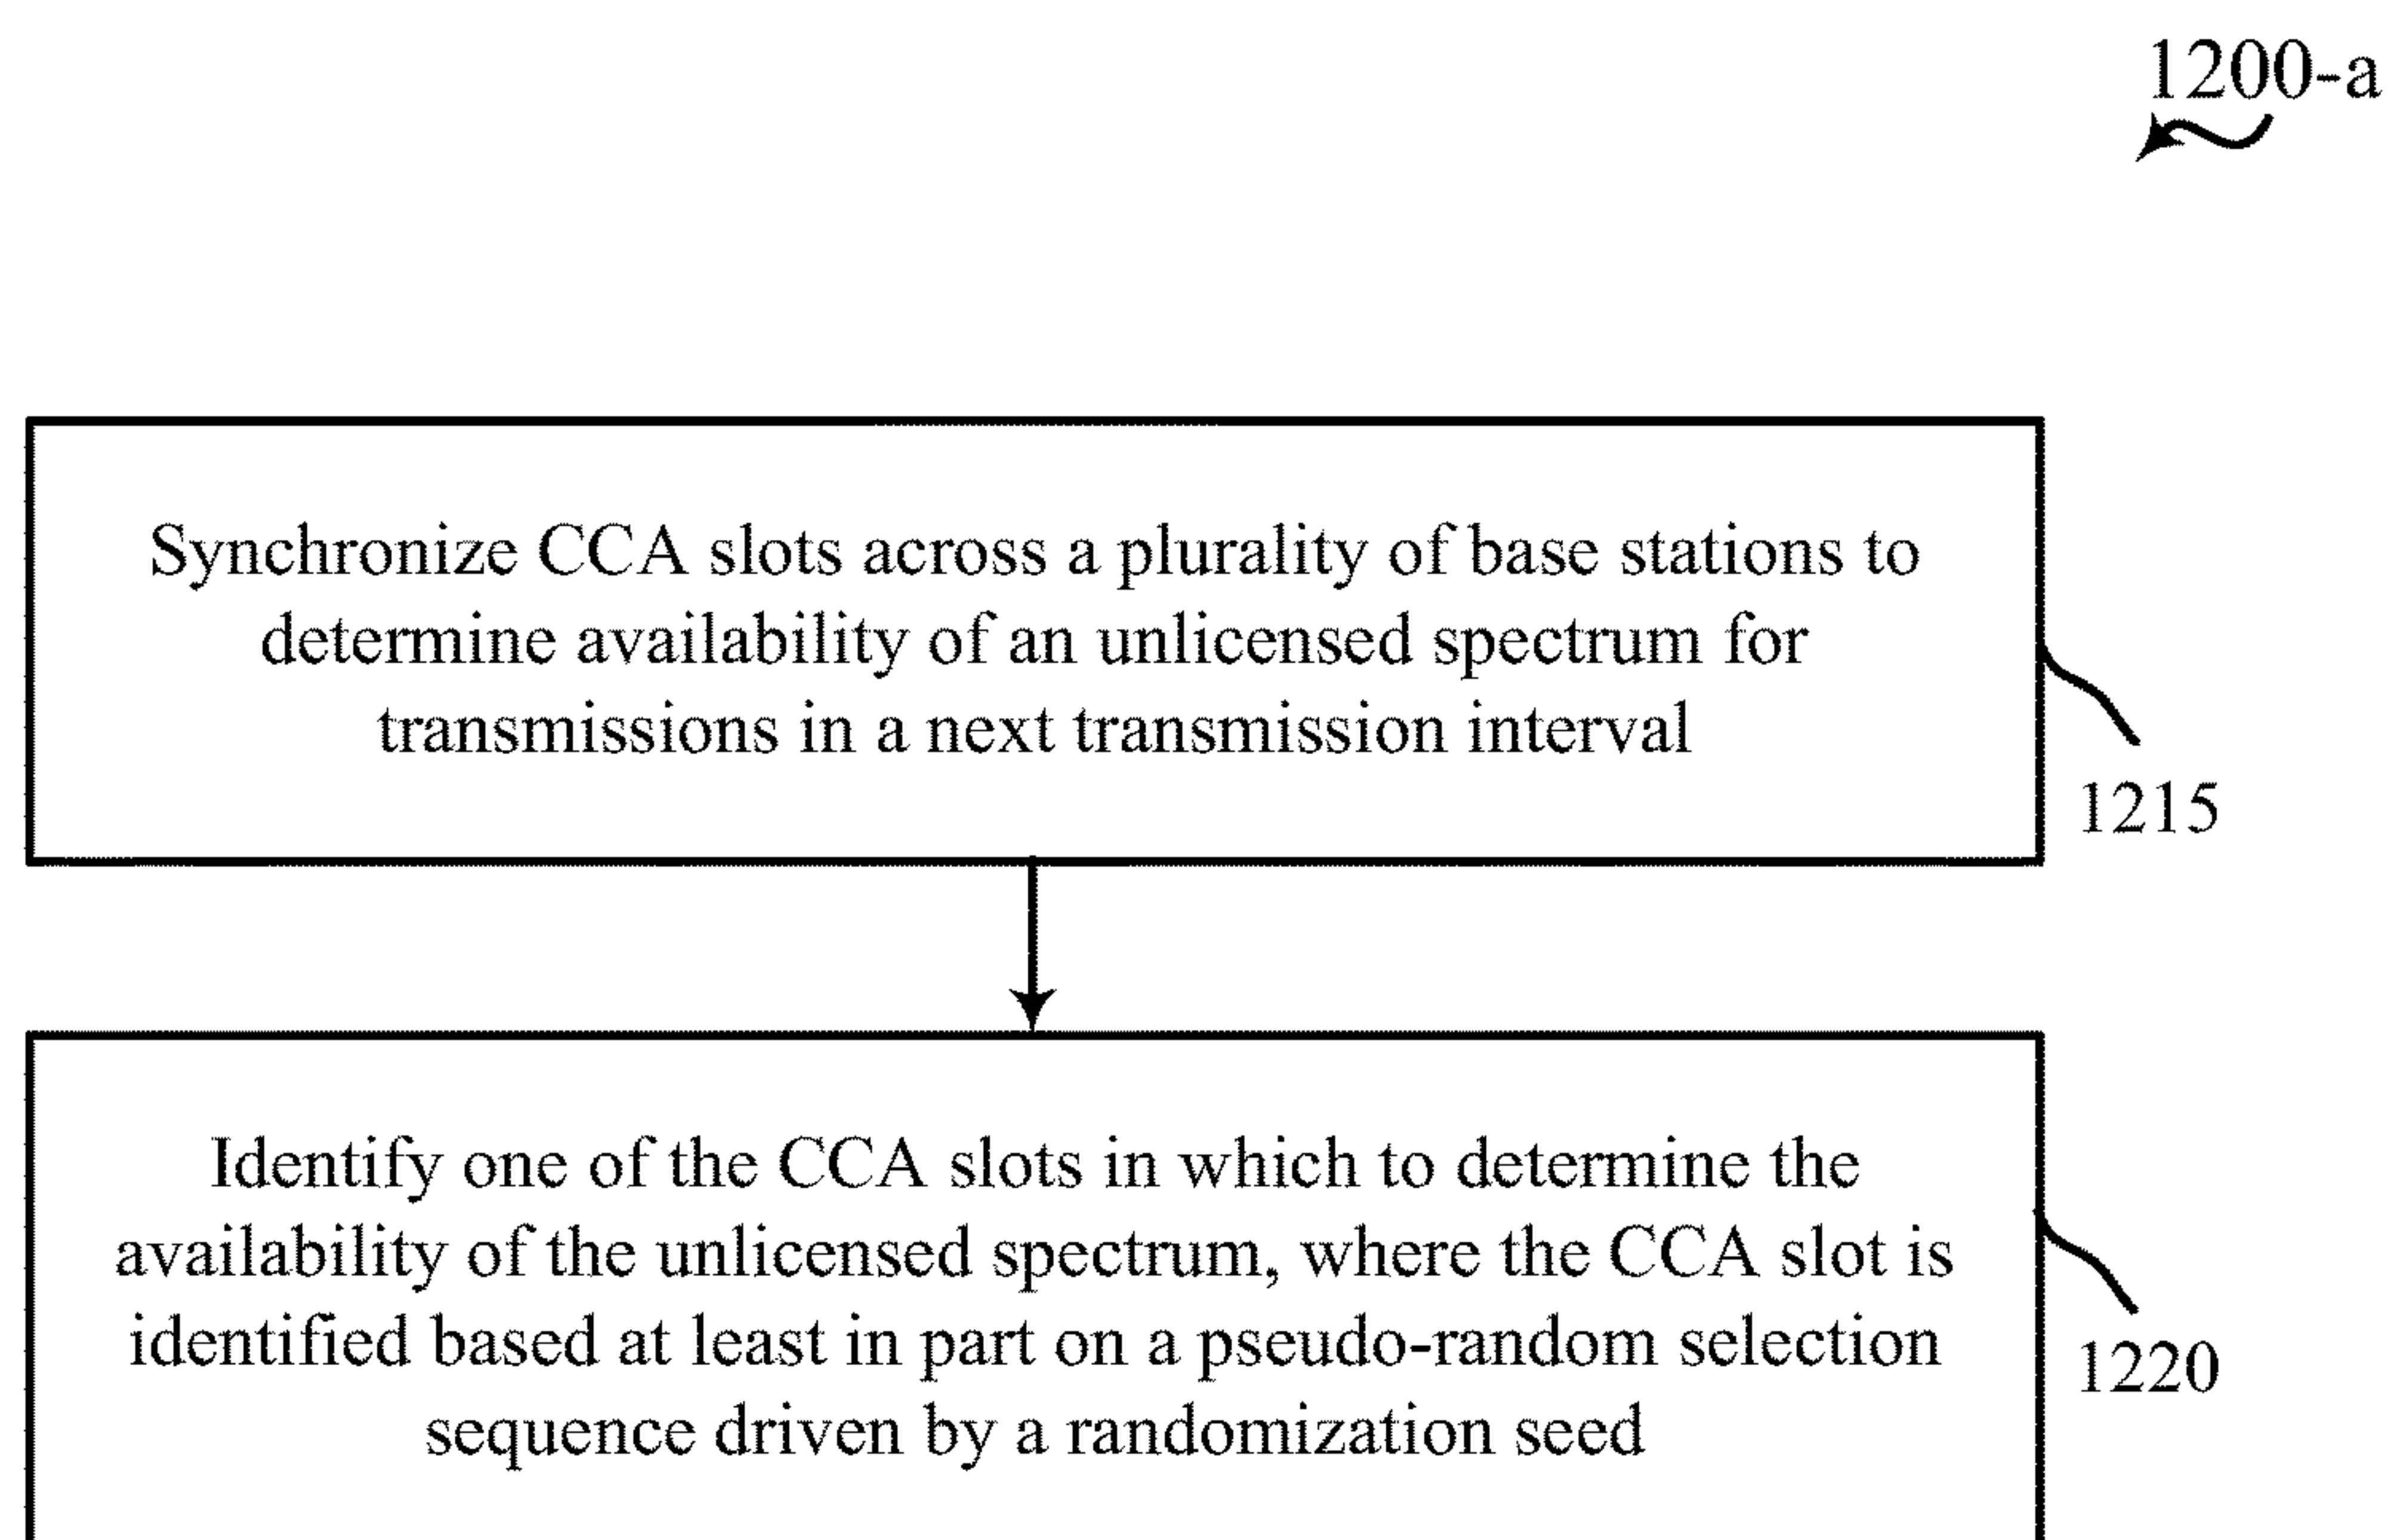 1200-a
Synchronize CCA slots across a plurality of base stations to
determine availability of an unlicensed spectrum for
transmissions in a next transmission interval
1215
Identify one of the CCA slots in which to determine the
availability of the unlicensed spectrum, where the CCA slot is
identified based at least in part on a pseudo-random selection
sequence driven by a randomization seed
1220